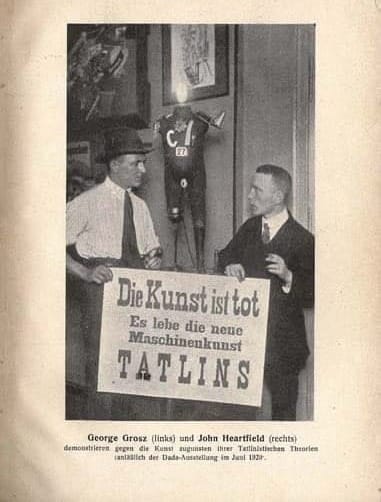 C
27
Die Kunst ist tot
Es lebe die neue
Maschinenkunst
TATLINS
George Grosz (links) und John Heartfield (rechts)
demonstrieren gegen die Kunst zugunsten ihrer Tatlinistischen Theorien
(anläßlich der Dada-Ausstellung im Juni 1920).